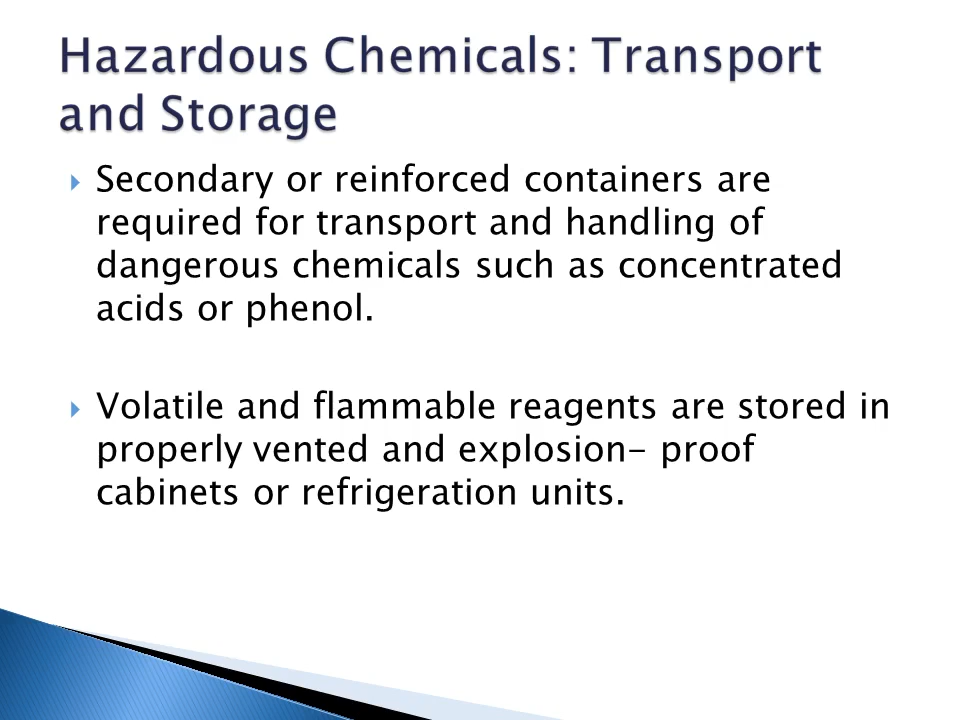 Hazardous Chemicals: Transport
and Storage
Secondary or reinforced containers are
required for transport and handling of
dangerous chemicals such as concentrated
acids or phenol.
Volatile and flammable reagents are stored in
properly vented and explosion- proof
cabinets or refrigeration units.